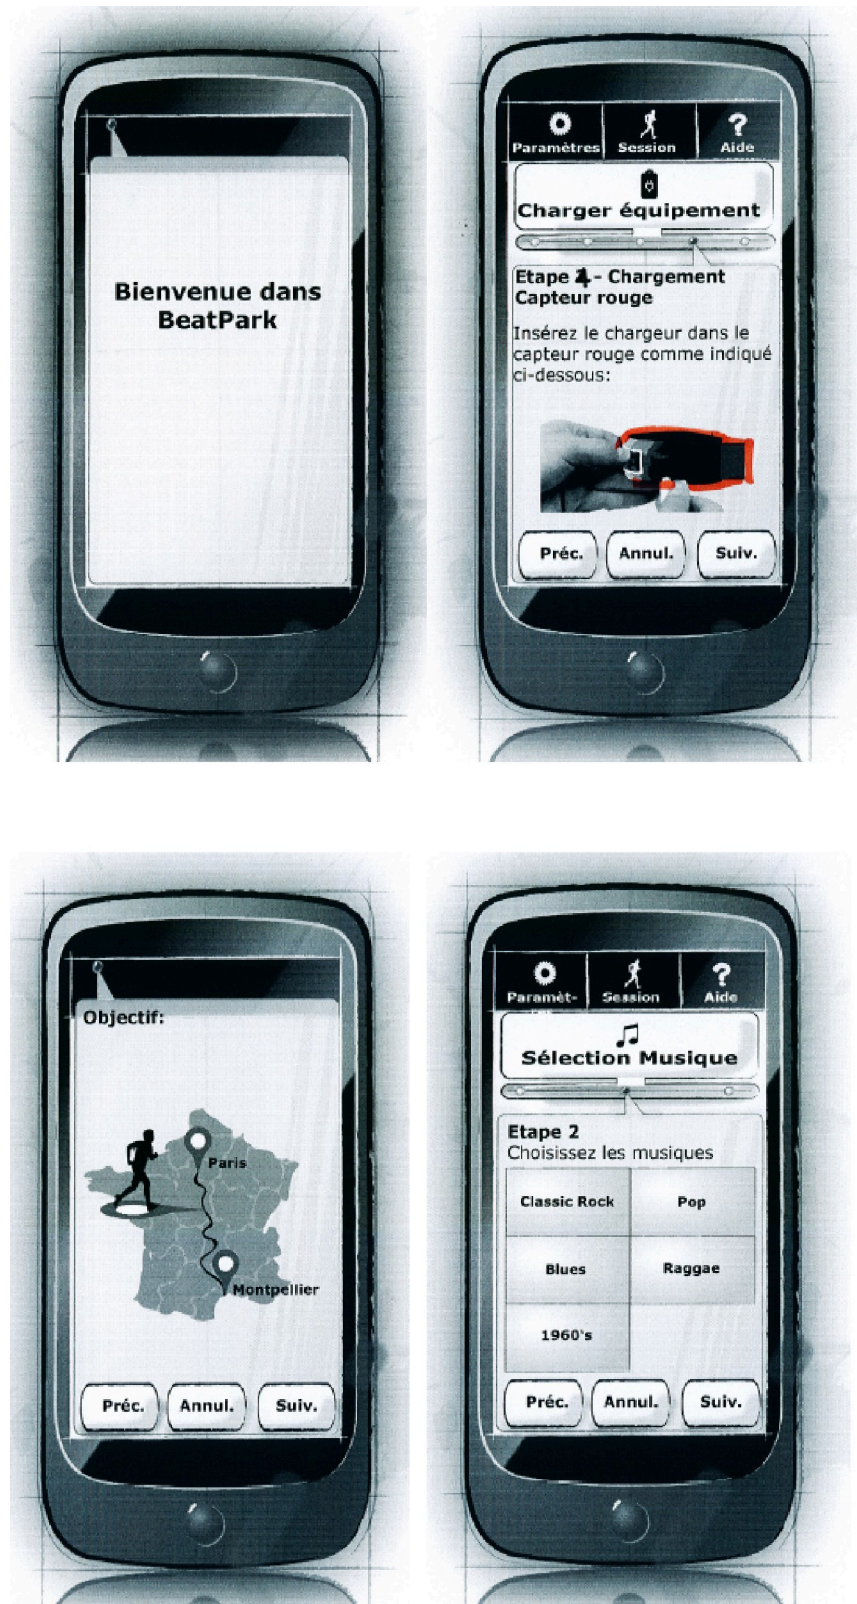 Bienvenue dans
BeatPark
Paramètres Session Aide
Charger équipement
Etape 4 - Chargement
Capteur rouge
Insérez le chargeur dans le
capteur rouge comme indiqué
ci-dessous:
Préc. Annul. Suiv.
Objectif:
Paris
Montpellier
Préc. Annul. Suiv.
Paramèt- Session Aide
Sélection Musique
Etape 2
Choisissez les musiques
Classic Rock Pop
Blues Raggae
1960's
Préc. Annul. Suiv.